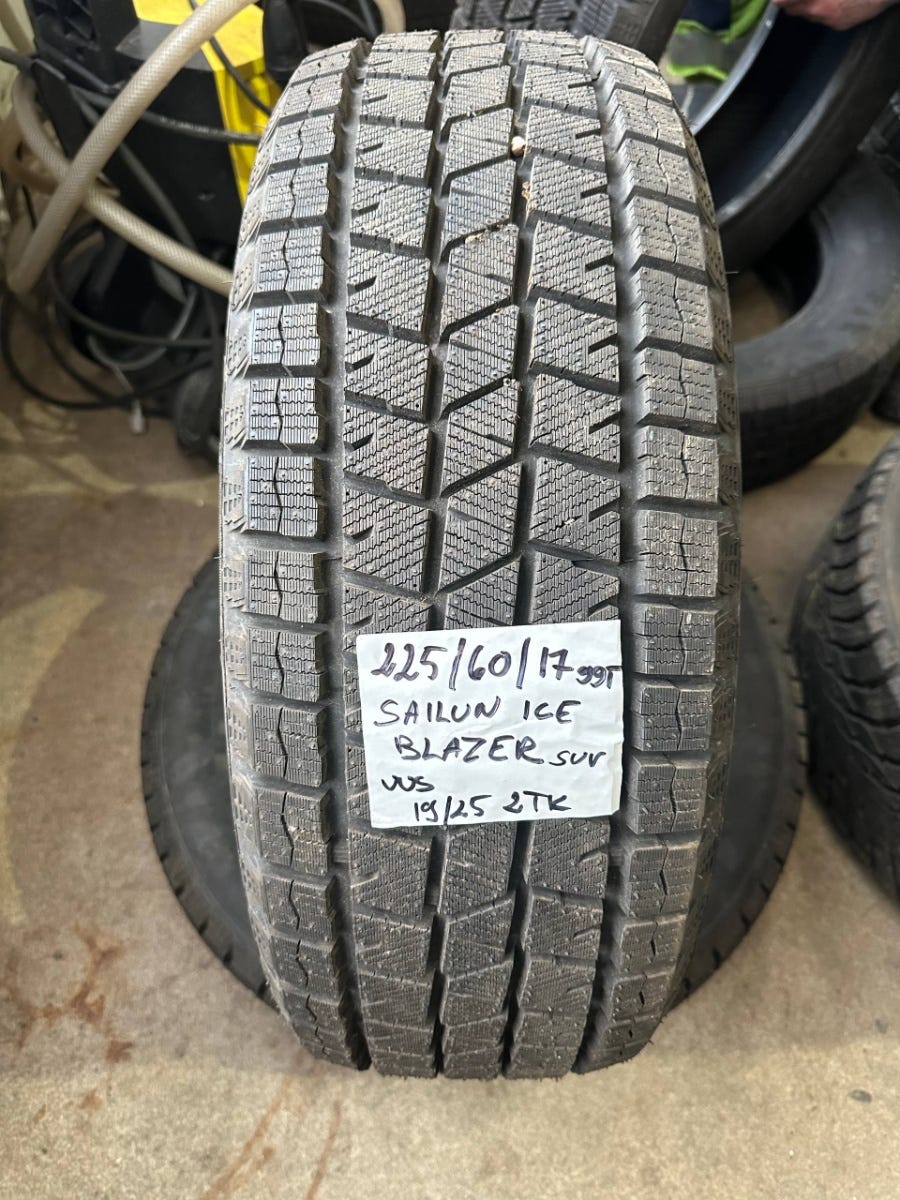 225/60/17 99T
SAILUN ICE
BLAZER SUV
UUS
19/25 2TK